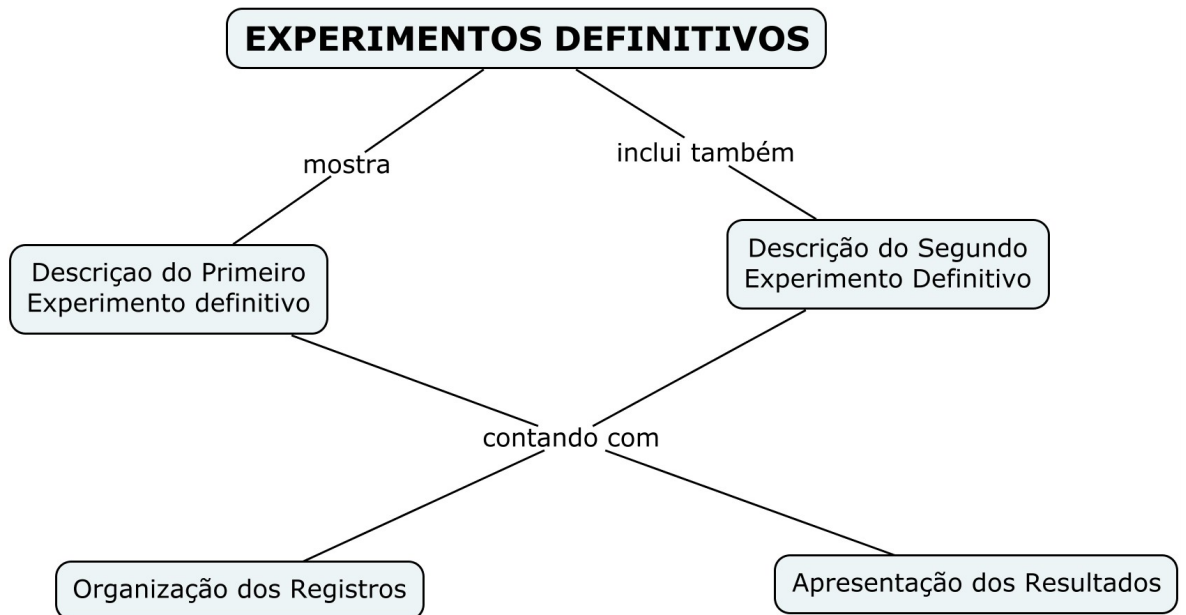 EXPERIMENTOS DEFINITIVOS
mostra
inclui também
Descriçao do Primeiro
Experimento definitivo
Descrição do Segundo
Experimento Definitivo
contando com
Organização dos Registros
Apresentação dos Resultados